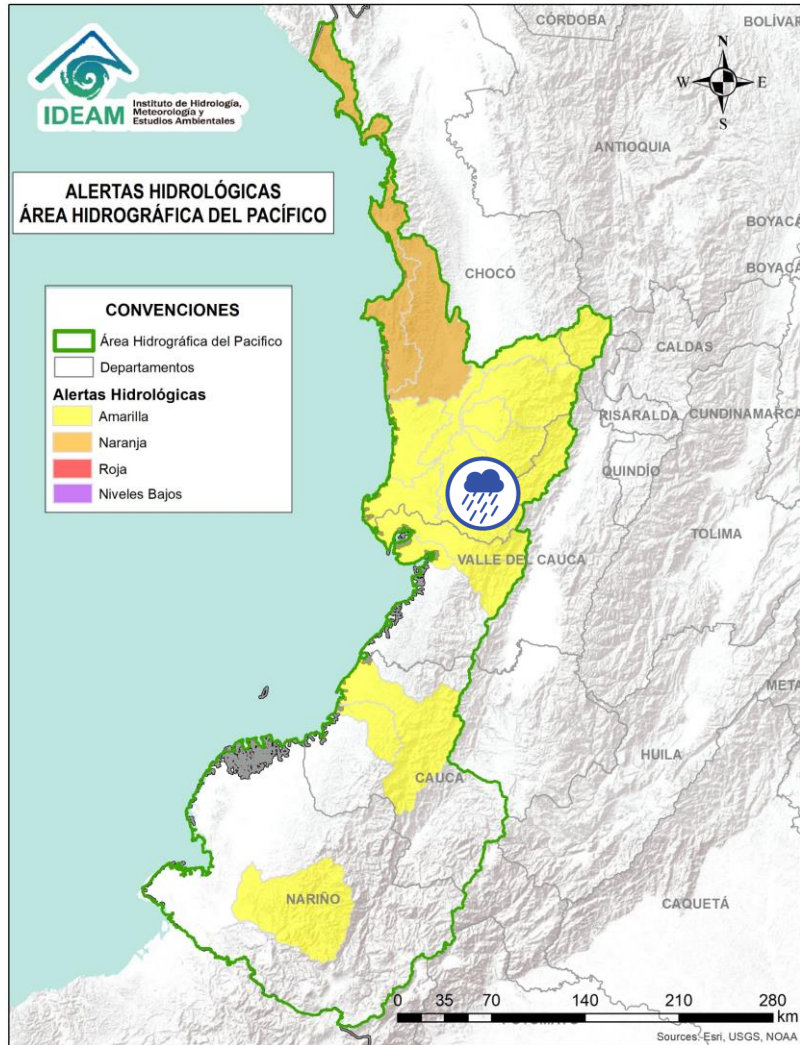 CÓRDOBA
BOLÍVAR
IDEAM
Instituto de Hidrología,
Meteorología y
Estudios Ambientales
N
W
E
S
ANTIOQUIA
ALERTAS HIDROLÓGICAS
ÁREA HIDROGRÁFICA DEL PACÍFICO
BOYACÁ
BOYACÁ
CHOCÓ
CONVENCIONES
Área Hidrográfica del Pacifico
Departamentos
Alertas Hidrológicas
Amarilla
Naranja
Roja
Niveles Bajos
CALDAS
RISARALDA
CUNDINAMARCA
QUINDÍO
TOLIMA
VALLE DEL CAUCA
META
HUILA
CAUCA
NARIÑO
CAQUETÁ
0 35 70 140 210 280
km
Sources: Esri, USGS, NOAA